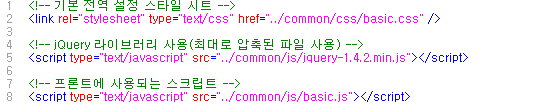 1 <!-- 기본 전역 설정 스타일 시트 -->
2 <link rel="stylesheet" type="text/css" href="../common/css/basic.css" />
3
4 <!-- jQuery 라이브러리 사용(최대로 압축된 파일 사용) -->
5 <script type="text/javascript" src="../common/js/jquery-1.4.2.min.js"></script>
6
7 <!-- 프론트에 사용되는 스크립트 -->
8 <script type="text/javascript" src="../common/js/basic.js"></script>